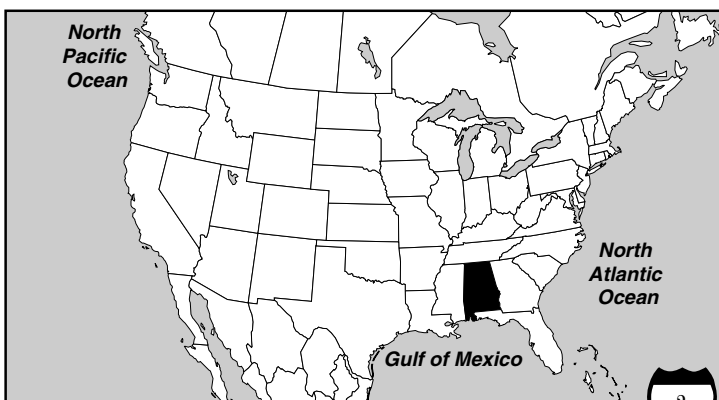 North
Pacific
Ocean
North
Atlantic
Ocean
Gulf of Mexico